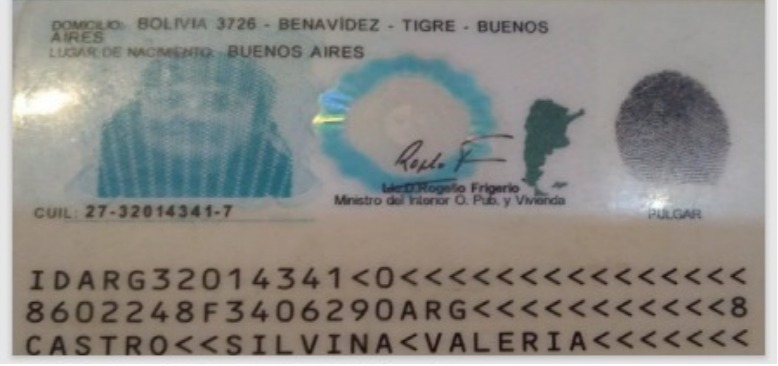 DOMICILIO: BOLIVIA 3726 - BENAVÍDEZ - TIGRE - BUENOS
AIRES
LUGAR DE NACIMIENTO: BUENOS AIRES
Lic.D.Rogelio Frigerio
Ministro del Interior O. Pub. y Vivienda
CUIL: 27-32014341-7
PULGAR
IDARG32014341<0<<<<<<<<<<<<<<<
8602248F3406290ARG<<<<<<<<<<<8
CASTRO<<SILVINA<VALERIA<<<<<<<